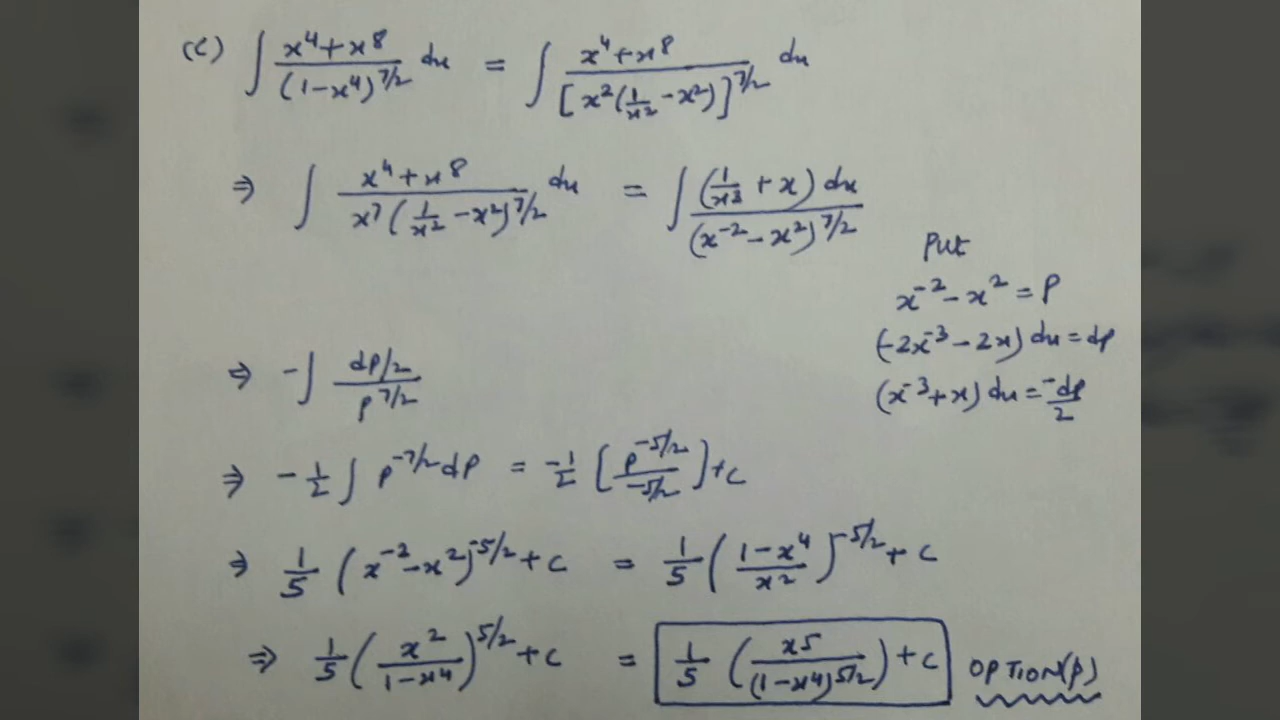 (c) ∫ x⁴+x⁸ / (1-x⁴)^7/2 dx = ∫ x⁴+x⁸ / [x²(1/x² - x²)]^7/2 dx
⇒ ∫ x⁴+x⁸ / x⁷(1/x² - x²)^7/2 dx = ∫ (1/x³ + x) dx / (x⁻² - x²)^7/2
Put
x⁻² - x² = P
(-2x⁻³ - 2x) dx = dp
(x⁻³ + x) dx = -dp/2
⇒ -∫ dP/2 / P^7/2
⇒ -1/2 ∫ P^-7/2 dP = -1/2 [P^-5/2 / -5/2] + c
⇒ 1/5 (x⁻² - x²)^-5/2 + c = 1/5 (1-x⁴ / x²)^-5/2 + c
⇒ 1/5 (x² / 1-x⁴)^5/2 + c = 1/5 (x5 / (1-x⁴)^5/2) + c OPTION(P)